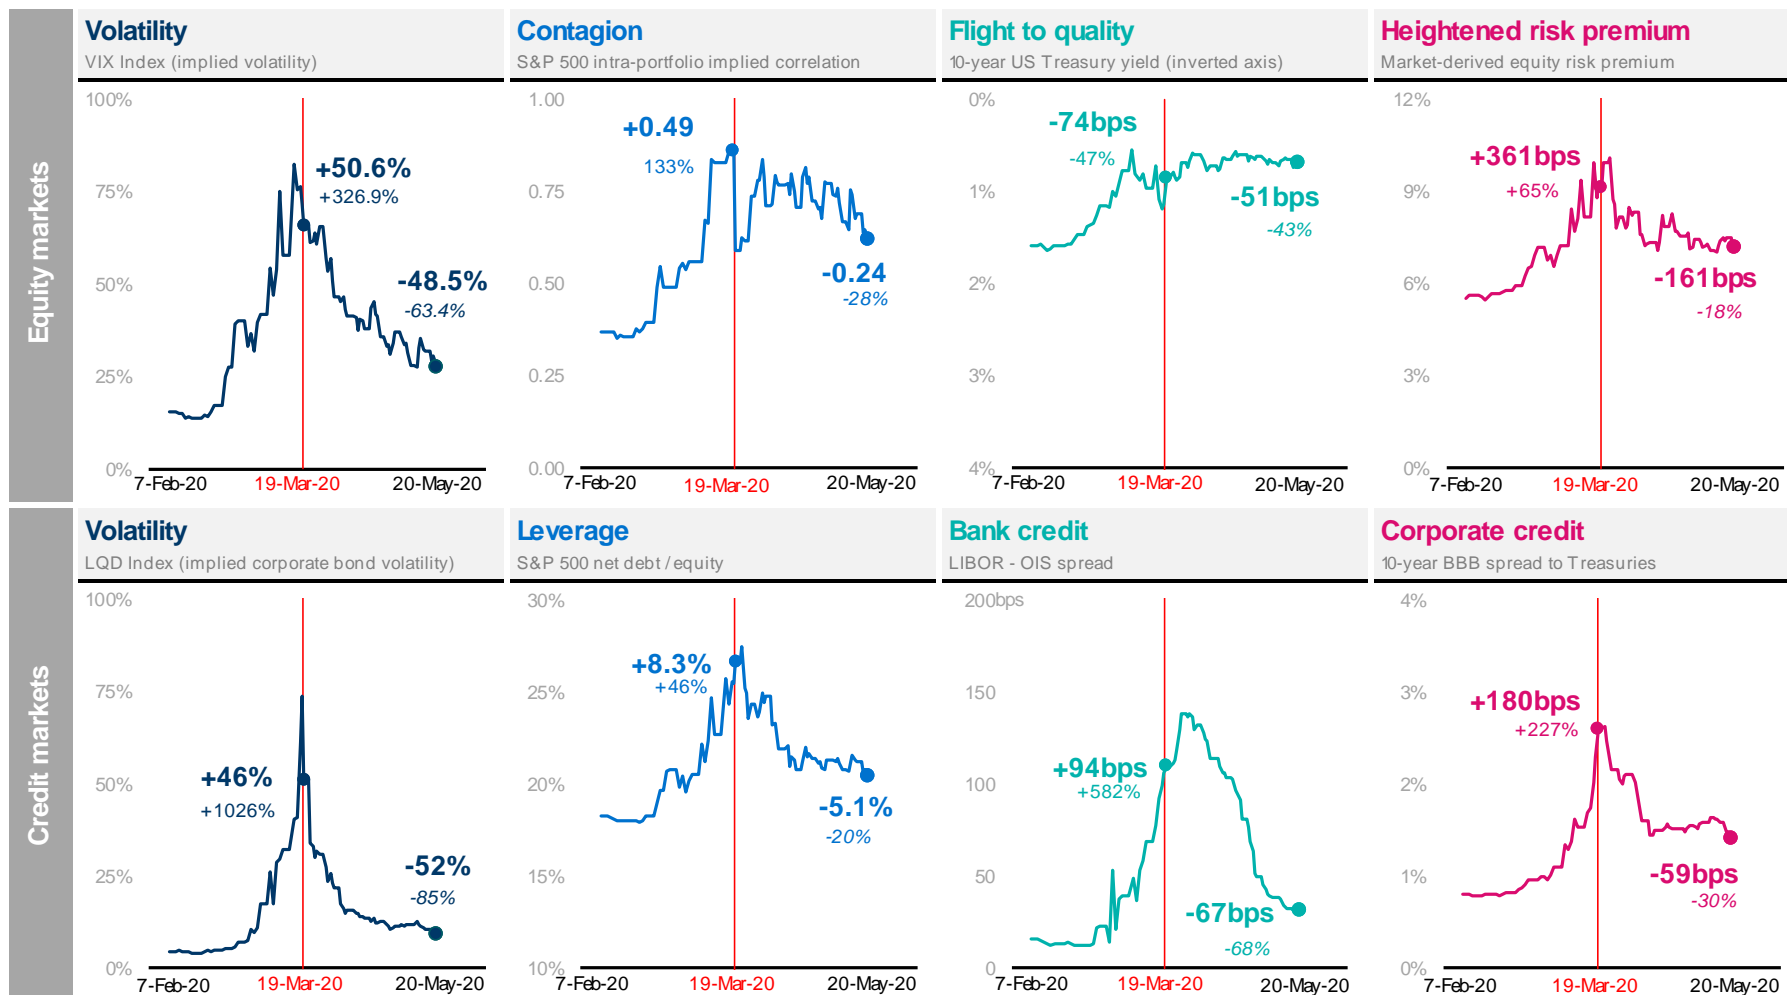 Equity markets
Volatility
VIX Index (implied volatility)
100%
75%
50%
25%
0%
+50.6%
+326.9%
-48.5%
-63.4%
7-Feb-20
19-Mar-20
20-May-20
Contagion
S&P 500 intra-portfolio implied correlation
1.00
0.75
0.50
0.25
0.00
+0.49
133%
-0.24
-28%
7-Feb-20
19-Mar-20
20-May-20
Flight to quality
10-year US Treasury yield (inverted axis)
0%
1%
2%
3%
4%
-74bps
-47%
-51bps
-43%
7-Feb-20
19-Mar-20
20-May-20
Heightened risk premium
Market-derived equity risk premium
12%
9%
6%
3%
0%
+361bps
+65%
-161bps
-18%
7-Feb-20
19-Mar-20
20-May-20
Credit markets
Volatility
LQD Index (implied corporate bond volatility)
100%
75%
50%
25%
0%
+46%
+1026%
-52%
-85%
7-Feb-20
19-Mar-20
20-May-20
Leverage
S&P 500 net debt / equity
30%
25%
20%
15%
10%
+8.3%
+46%
-5.1%
-20%
7-Feb-20
19-Mar-20
20-May-20
Bank credit
LIBOR - OIS spread
200bps
150
100
50
0
+94bps
+582%
-67bps
-68%
7-Feb-20
19-Mar-20
20-May-20
Corporate credit
10-year BBB spread to Treasuries
4%
3%
2%
1%
0%
+180bps
+227%
-59bps
-30%
7-Feb-20
19-Mar-20
20-May-20